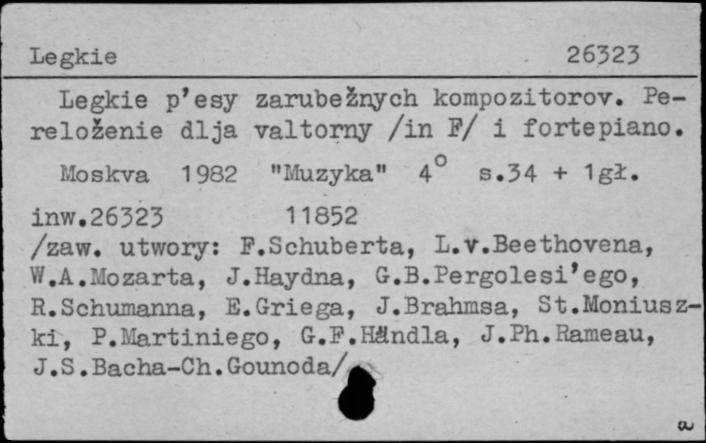 Legkie 26323
Legkie p'esy zarubežnych kompozitorov. Pe-
reloženie dlja valtorny /in F/ i fortepiano.
Moskva 1982 "Muzyka" 4° s.34 + 1gł.
inw.26323 11852
/zaw. utwory: F.Schuberta, L.v.Beethovena,
W.A.Mozarta, J.Haydna, G.B.Pergolesi'ego,
R.Schumanna, E.Griega, J.Brahmsa, St.Moniusz-
ki, P.Martiniego, G.F.Händla, J.Ph.Rameau,
J.S.Bacha-Ch.Gounoda/